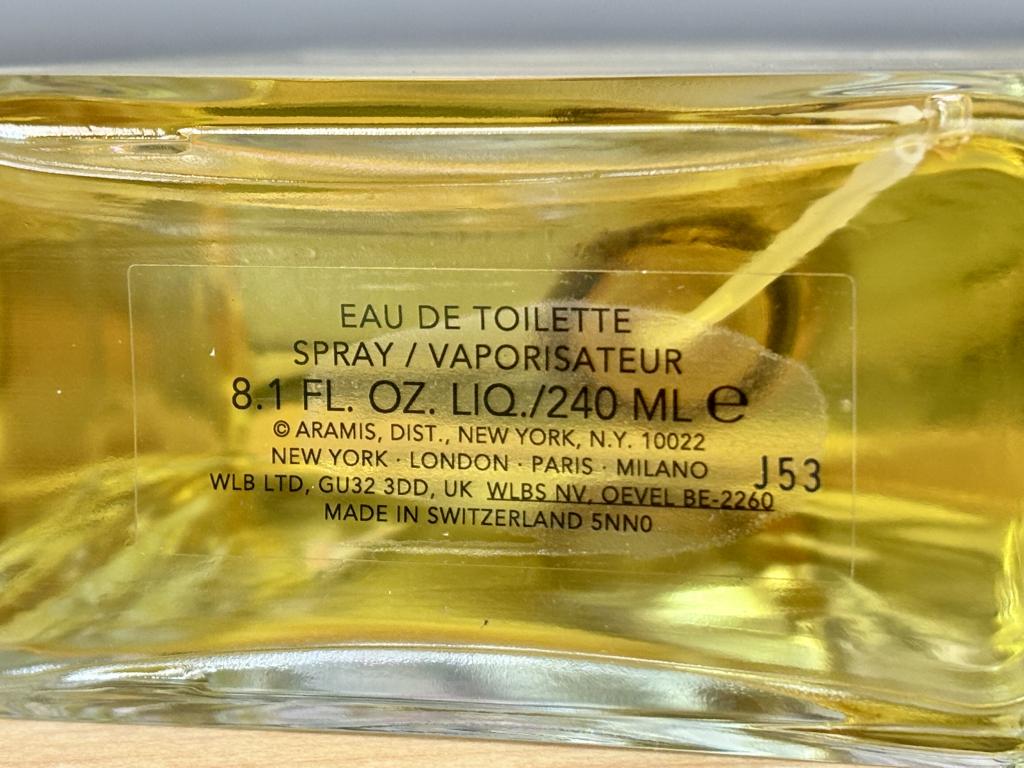 EAU DE TOILETTE
SPRAY / VAPORISATEUR
8.1 FL. OZ. LIQ./240 ML ℮
© ARAMIS, DIST., NEW YORK, N.Y. 10022
NEW YORK · LONDON · PARIS · MILANO
J53
WLB LTD, GU32 3DD, UK WLBS NV, OEVEL BE-2260
MADE IN SWITZERLAND 5NN0